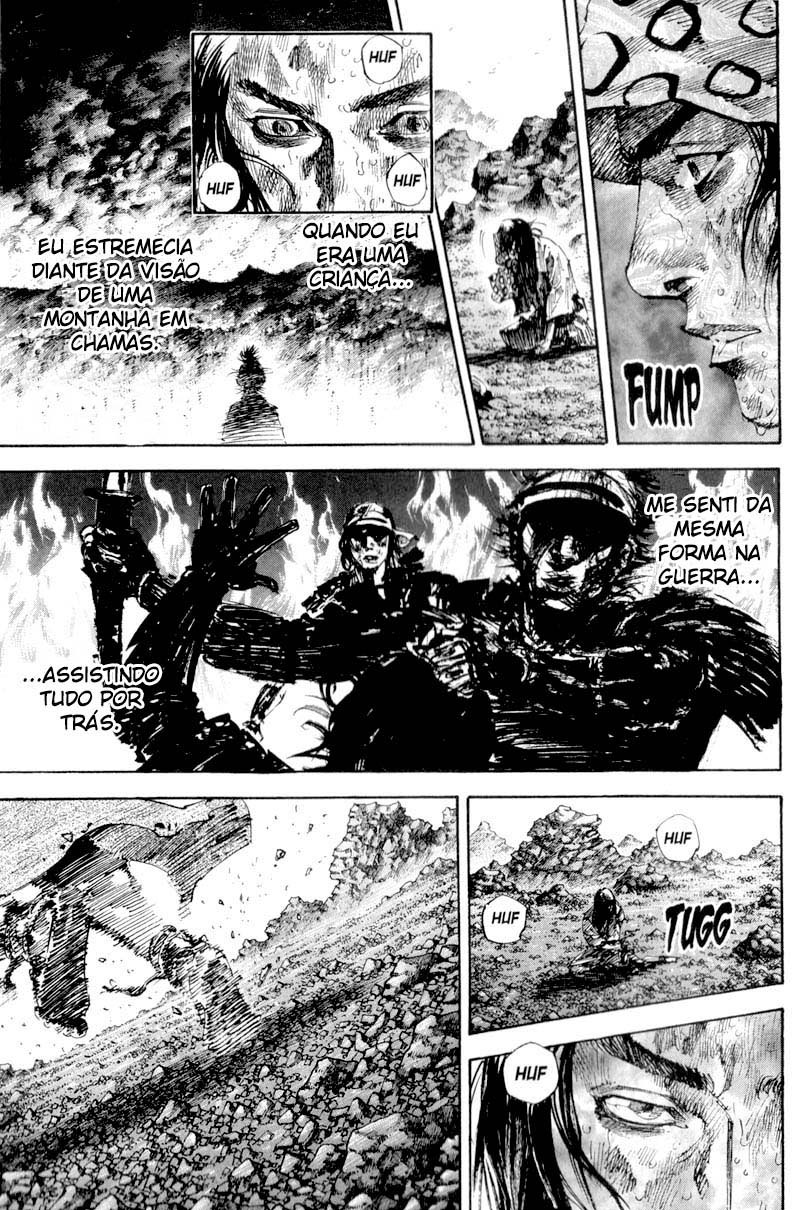 FUMP
HUF
HUF
HUF
QUANDO EU
ERA UMA
CRIANÇA...
EU ESTREMECIA
DIANTE DA VISÃO
DE UMA
MONTANHA EM
CHAMAS.
ME SENTI DA
MESMA
FORMA NA
GUERRA...
...ASSISTINDO
TUDO POR
TRÁS.
HUF
HUF
TUGG
HUF